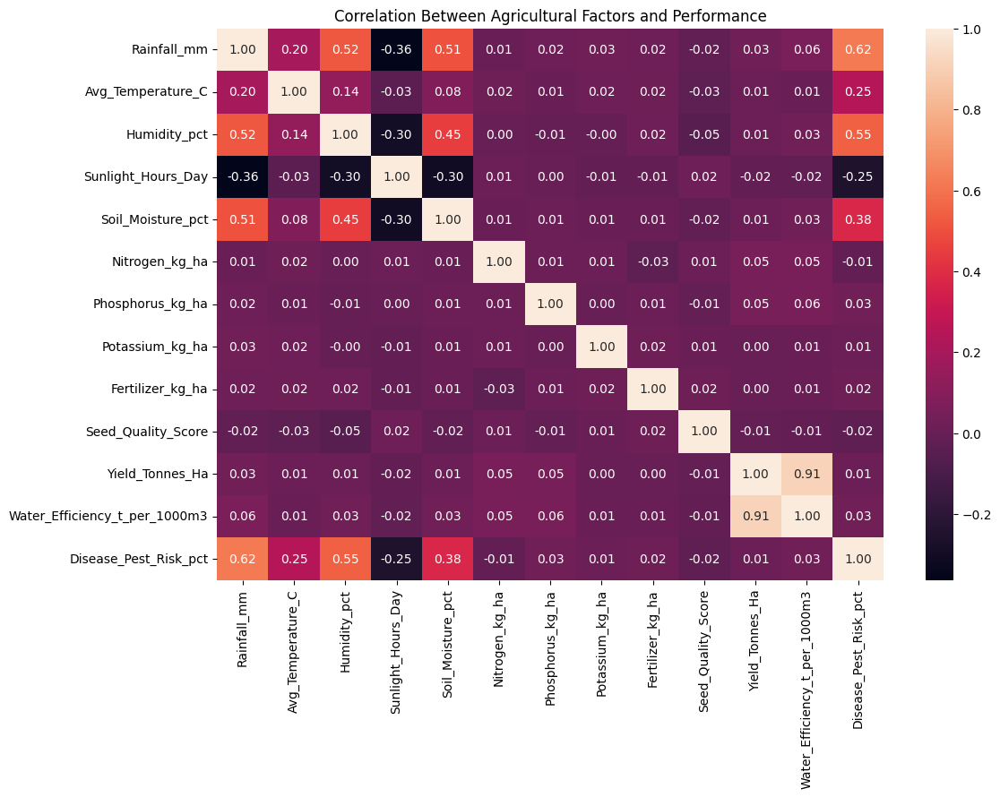 Correlation Between Agricultural Factors and Performance
Rainfall_mm 1.00 0.20 0.52 -0.36 0.51 0.01 0.02 0.03 0.02 -0.02 0.03 0.06 0.62
Avg_Temperature_C 0.20 1.00 0.14 -0.03 0.08 0.02 0.01 0.02 0.02 -0.03 0.01 0.01 0.25
Humidity_pct 0.52 0.14 1.00 -0.30 0.45 0.00 -0.01 -0.00 0.02 -0.05 0.01 0.03 0.55
Sunlight_Hours_Day -0.36 -0.03 -0.30 1.00 -0.30 0.01 0.00 -0.01 -0.01 0.02 -0.02 -0.02 -0.25
Soil_Moisture_pct 0.51 0.08 0.45 -0.30 1.00 0.01 0.01 0.01 0.01 -0.02 0.01 0.03 0.38
Nitrogen_kg_ha 0.01 0.02 0.00 0.01 0.01 1.00 0.01 0.01 -0.03 0.01 0.05 0.05 -0.01
Phosphorus_kg_ha 0.02 0.01 -0.01 0.00 0.01 0.01 1.00 0.00 0.01 -0.01 0.05 0.06 0.03
Potassium_kg_ha 0.03 0.02 -0.00 -0.01 0.01 0.01 0.00 1.00 0.02 0.01 0.00 0.01 0.01
Fertilizer_kg_ha 0.02 0.02 0.02 -0.01 0.01 -0.03 0.01 0.02 1.00 0.02 0.00 0.01 0.02
Seed_Quality_Score -0.02 -0.03 -0.05 0.02 -0.02 0.01 -0.01 0.01 0.02 1.00 -0.01 -0.01 -0.02
Yield_Tonnes_Ha 0.03 0.01 0.01 -0.02 0.01 0.05 0.05 0.00 0.00 -0.01 1.00 0.91 0.01
Water_Efficiency_t_per_1000m3 0.06 0.01 0.03 -0.02 0.03 0.05 0.06 0.01 0.01 -0.01 0.91 1.00 0.03
Disease_Pest_Risk_pct 0.62 0.25 0.55 -0.25 0.38 -0.01 0.03 0.01 0.02 -0.02 0.01 0.03 1.00
Rainfall_mm
Avg_Temperature_C
Humidity_pct
Sunlight_Hours_Day
Soil_Moisture_pct
Nitrogen_kg_ha
Phosphorus_kg_ha
Potassium_kg_ha
Fertilizer_kg_ha
Seed_Quality_Score
Yield_Tonnes_Ha
Water_Efficiency_t_per_1000m3
Disease_Pest_Risk_pct
1.0
0.8
0.6
0.4
0.2
0.0
−0.2